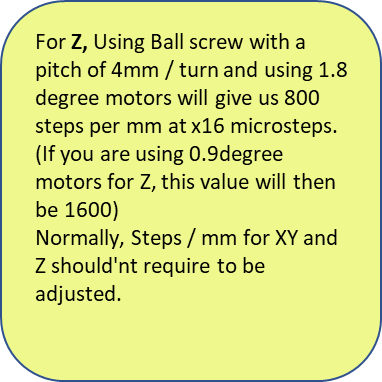 For Z, Using Ball screw with a
pitch of 4mm / turn and using 1.8
degree motors will give us 800
steps per mm at x16 microsteps.
(If you are using 0.9degree
motors for Z, this value will then
be 1600)
Normally, Steps / mm for XY and
Z should'nt require to be
adjusted.